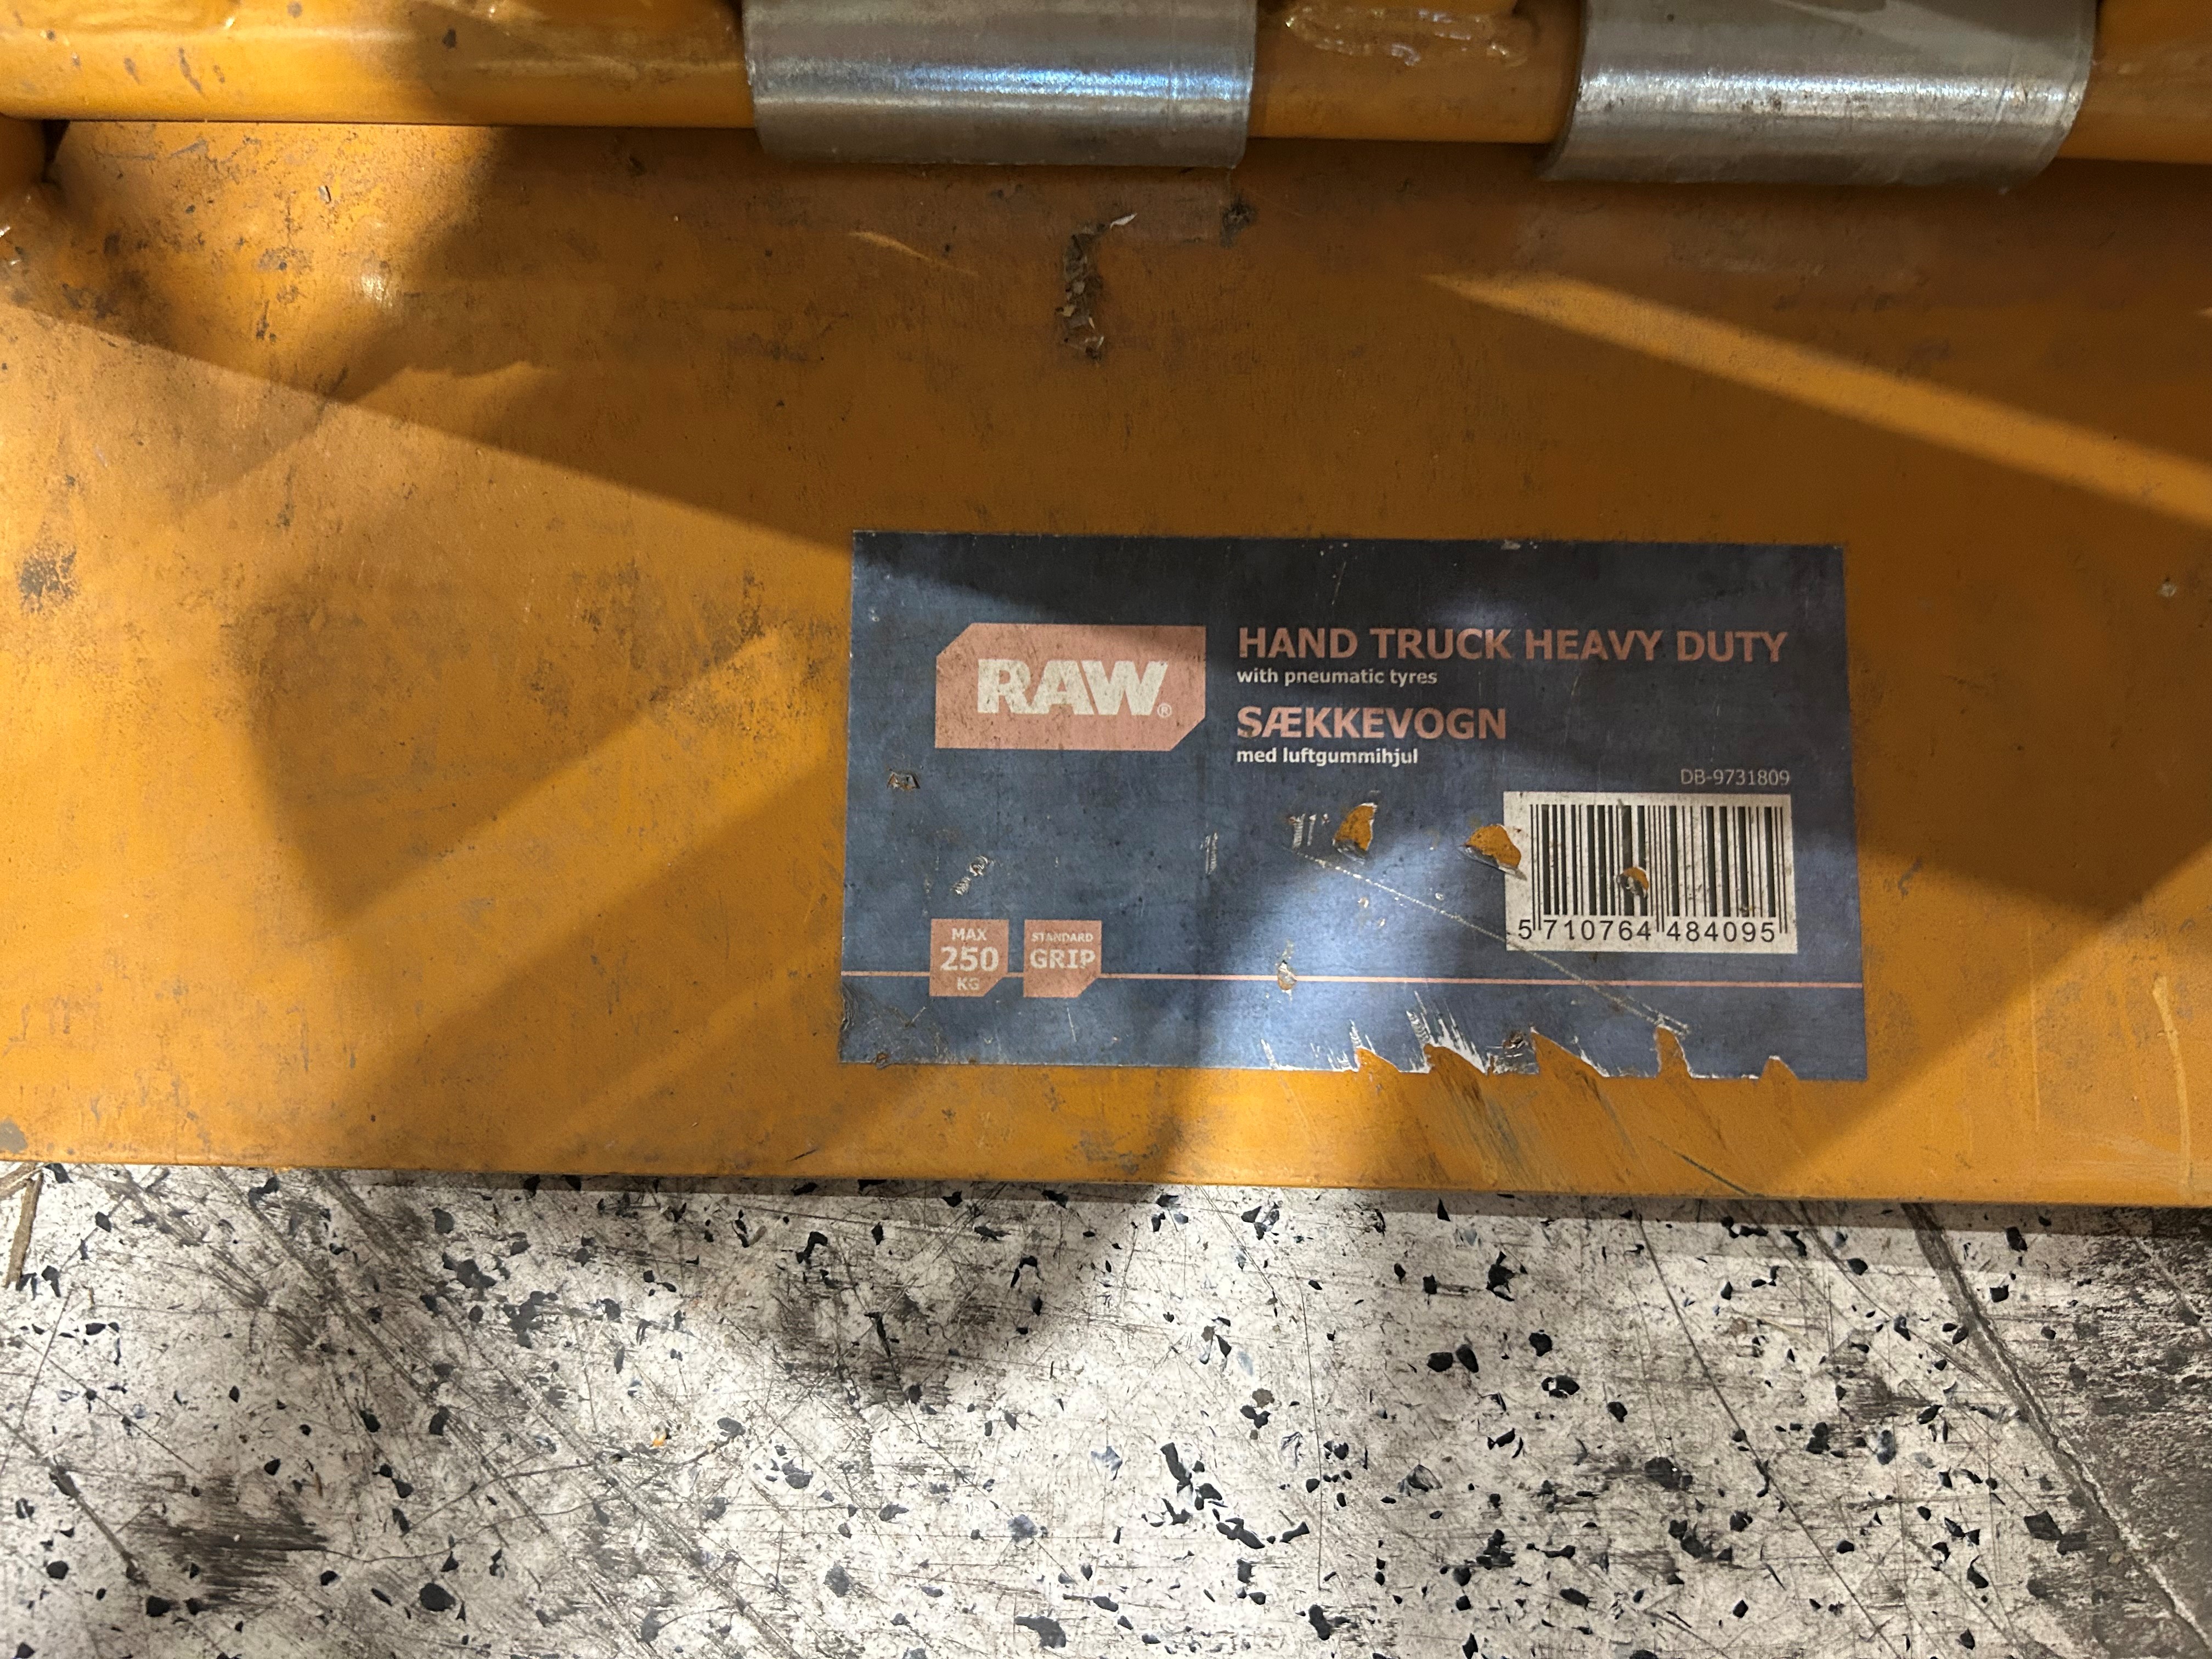 RAW®
HAND TRUCK HEAVY DUTY
with pneumatic tyres
SÆKKEVOGN
med luftgummihjul
DB-9731809
5 710764 484095
MAX
250
KG
STANDARD
GRIP